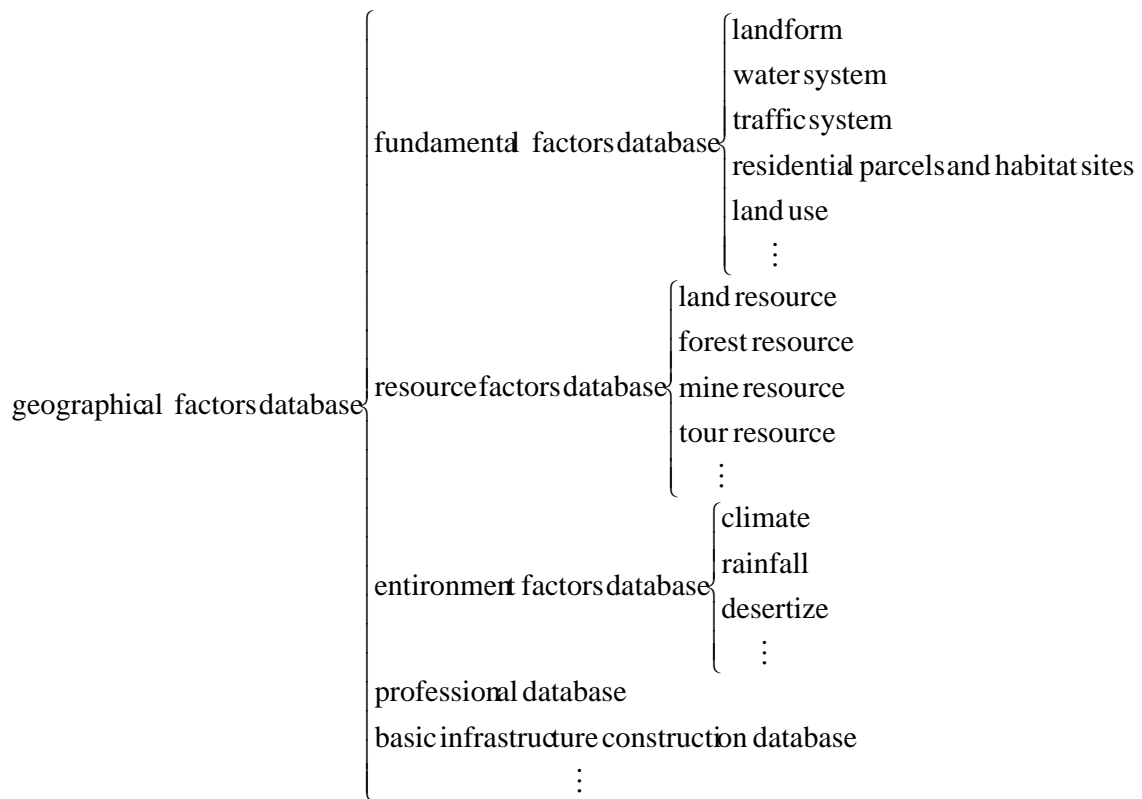 landform
water system
traffic system
fundamental factors database
residential parcels and habitat sites
land use
⋮
land resource
forest resource
resource factors database
mine resource
geographical factors database
tour resource
⋮
climate
rainfall
entironment factors database
desertize
⋮
professional database
basic infrastructure construction database
⋮